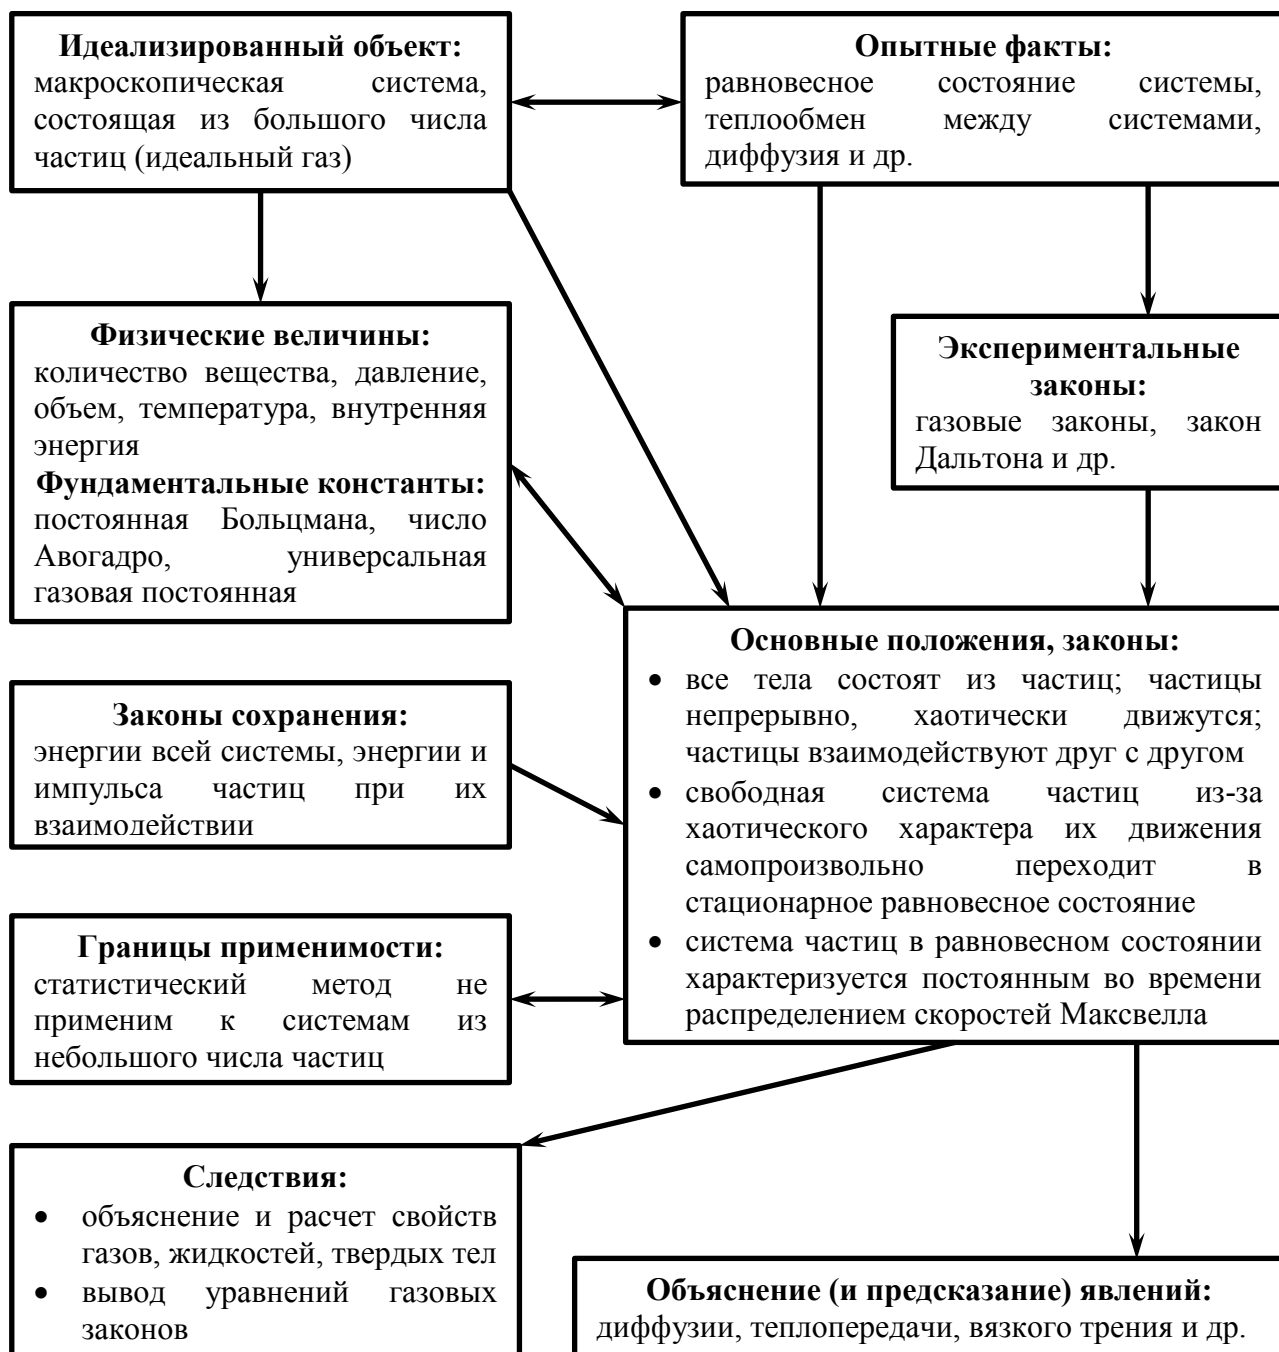 Идеализированный объект:
макроскопическая система,
состоящая из большого числа
частиц (идеальный газ)
Опытные факты:
равновесное состояние системы,
теплообмен между системами,
диффузия и др.
Физические величины:
количество вещества, давление,
объем, температура, внутренняя
энергия
Фундаментальные константы:
постоянная Больцмана, число
Авогадро, универсальная
газовая постоянная
Экспериментальные
законы:
газовые законы, закон
Дальтона и др.
Основные положения, законы:
• все тела состоят из частиц; частицы
непрерывно, хаотически движутся;
частицы взаимодействуют друг с другом
• свободная система частиц из-за
хаотического характера их движения
самопроизвольно переходит в
стационарное равновесное состояние
• система частиц в равновесном состоянии
характеризуется постоянным во времени
распределением скоростей Максвелла
Законы сохранения:
энергии всей системы, энергии и
импульса частиц при их
взаимодействии
Границы применимости:
статистический метод не
применим к системам из
небольшого числа частиц
Следствия:
• объяснение и расчет свойств
газов, жидкостей, твердых тел
• вывод уравнений газовых
законов
Объяснение (и предсказание) явлений:
диффузии, теплопередачи, вязкого трения и др.